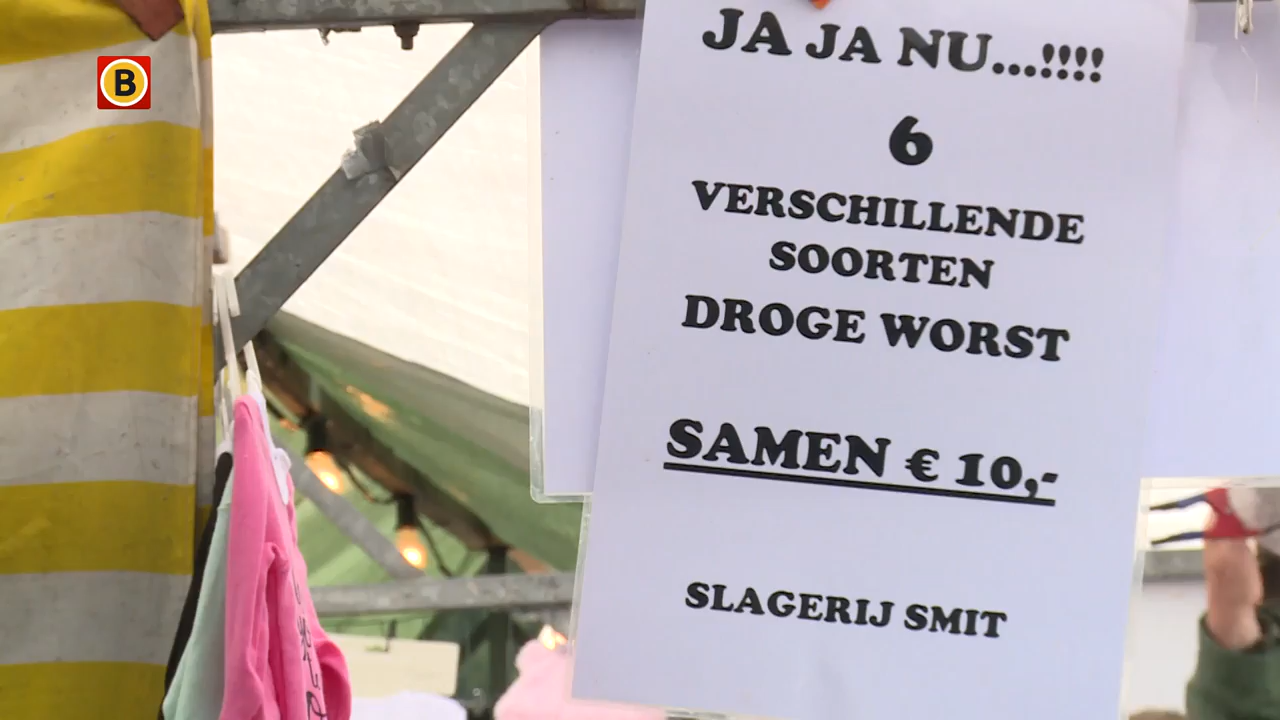 B
JA JA NU...!!!!
6
VERSCHILLENDE
SOORTEN
DROGE WORST
SAMEN € 10,-
SLAGERIJ SMIT